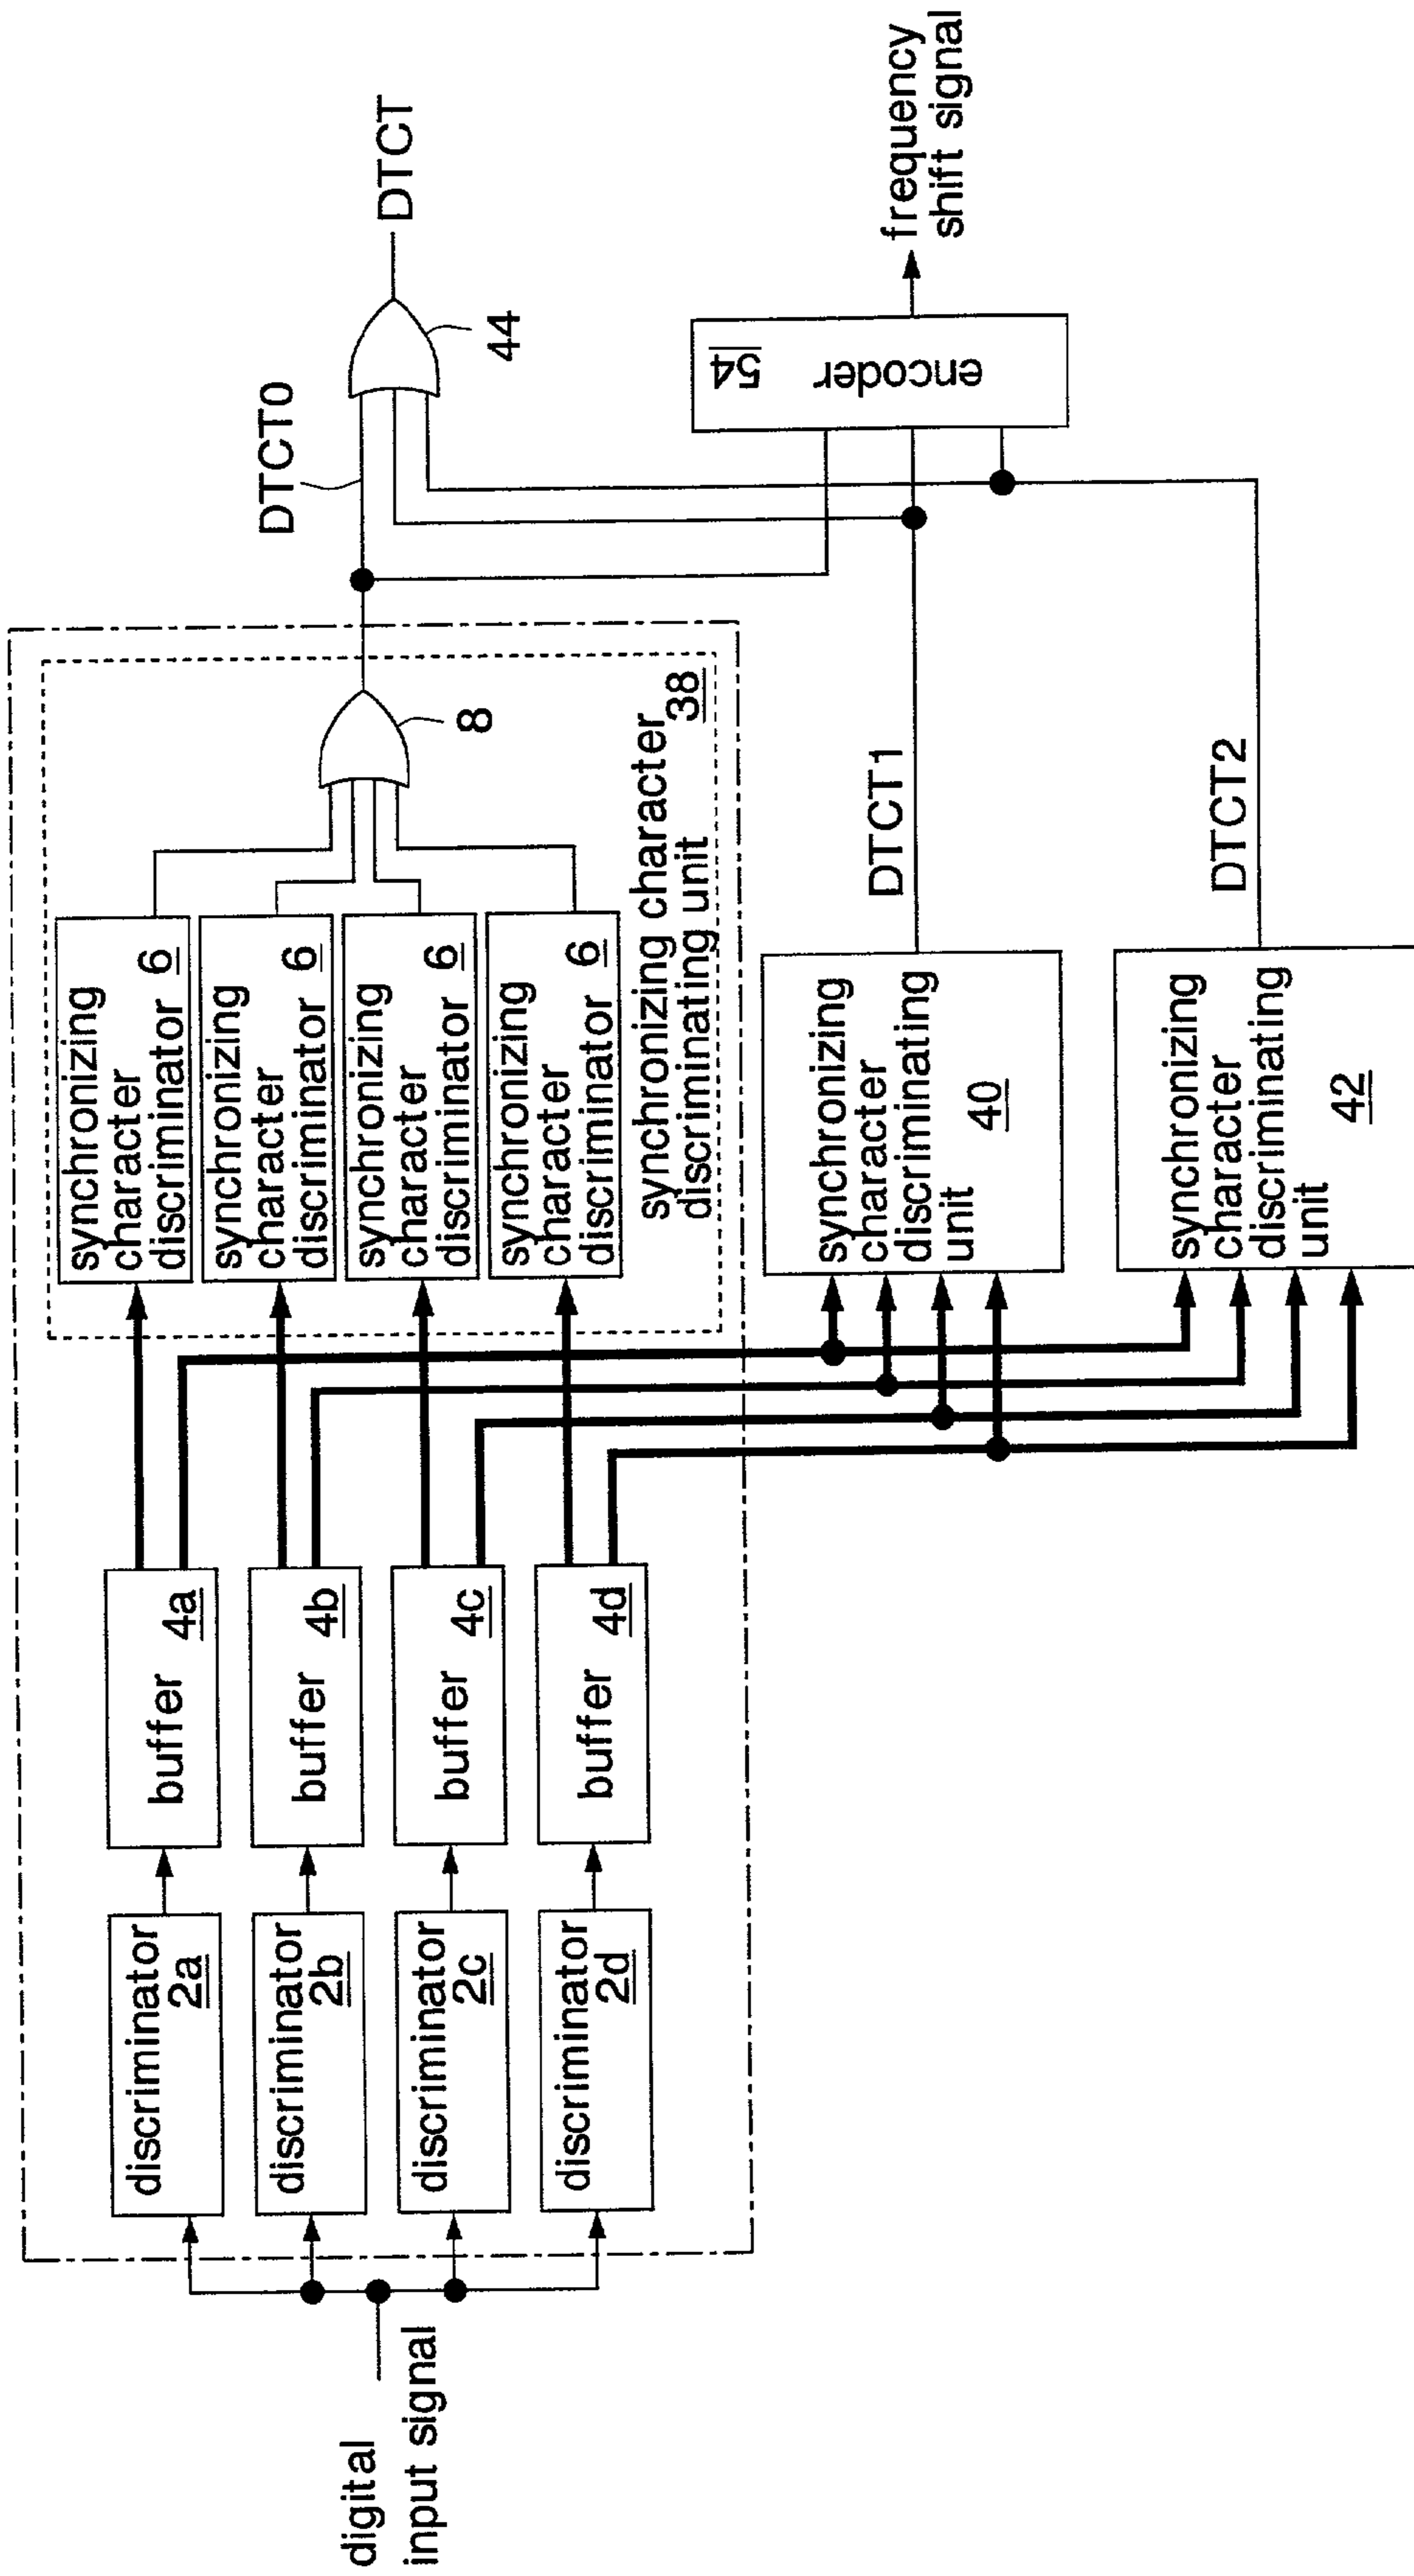 digital
input signal
discriminator
2a
discriminator
2b
discriminator
2c
discriminator
2d
buffer 4a
buffer 4b
buffer 4c
buffer 4d
synchronizing
character
discriminator 6
synchronizing
character
discriminator 6
synchronizing
character
discriminator 6
synchronizing
character
discriminator 6
synchronizing character
discriminating unit 38
8
DTCT0
44
DTCT
synchronizing
character
discriminating
unit 40
DTCT1
synchronizing
character
discriminating
unit 42
DTCT2
54
encoder
frequency
shift signal